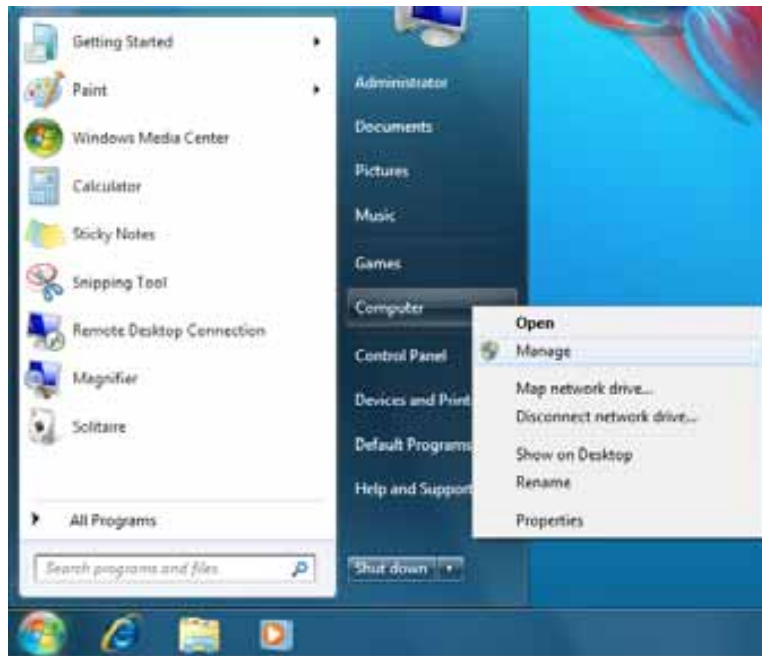 Getting Started
Paint
Windows Media Center
Calculator
Sticky Notes
Snipping Tool
Remote Desktop Connection
Magnifier
Solitaire
All Programs
Search programs and files
Administrator
Documents
Pictures
Music
Games
Computer
Control Panel
Devices and Print
Default Programs
Help and Support
Shut down
Open
Manage
Map network drive...
Disconnect network drive...
Show on Desktop
Rename
Properties